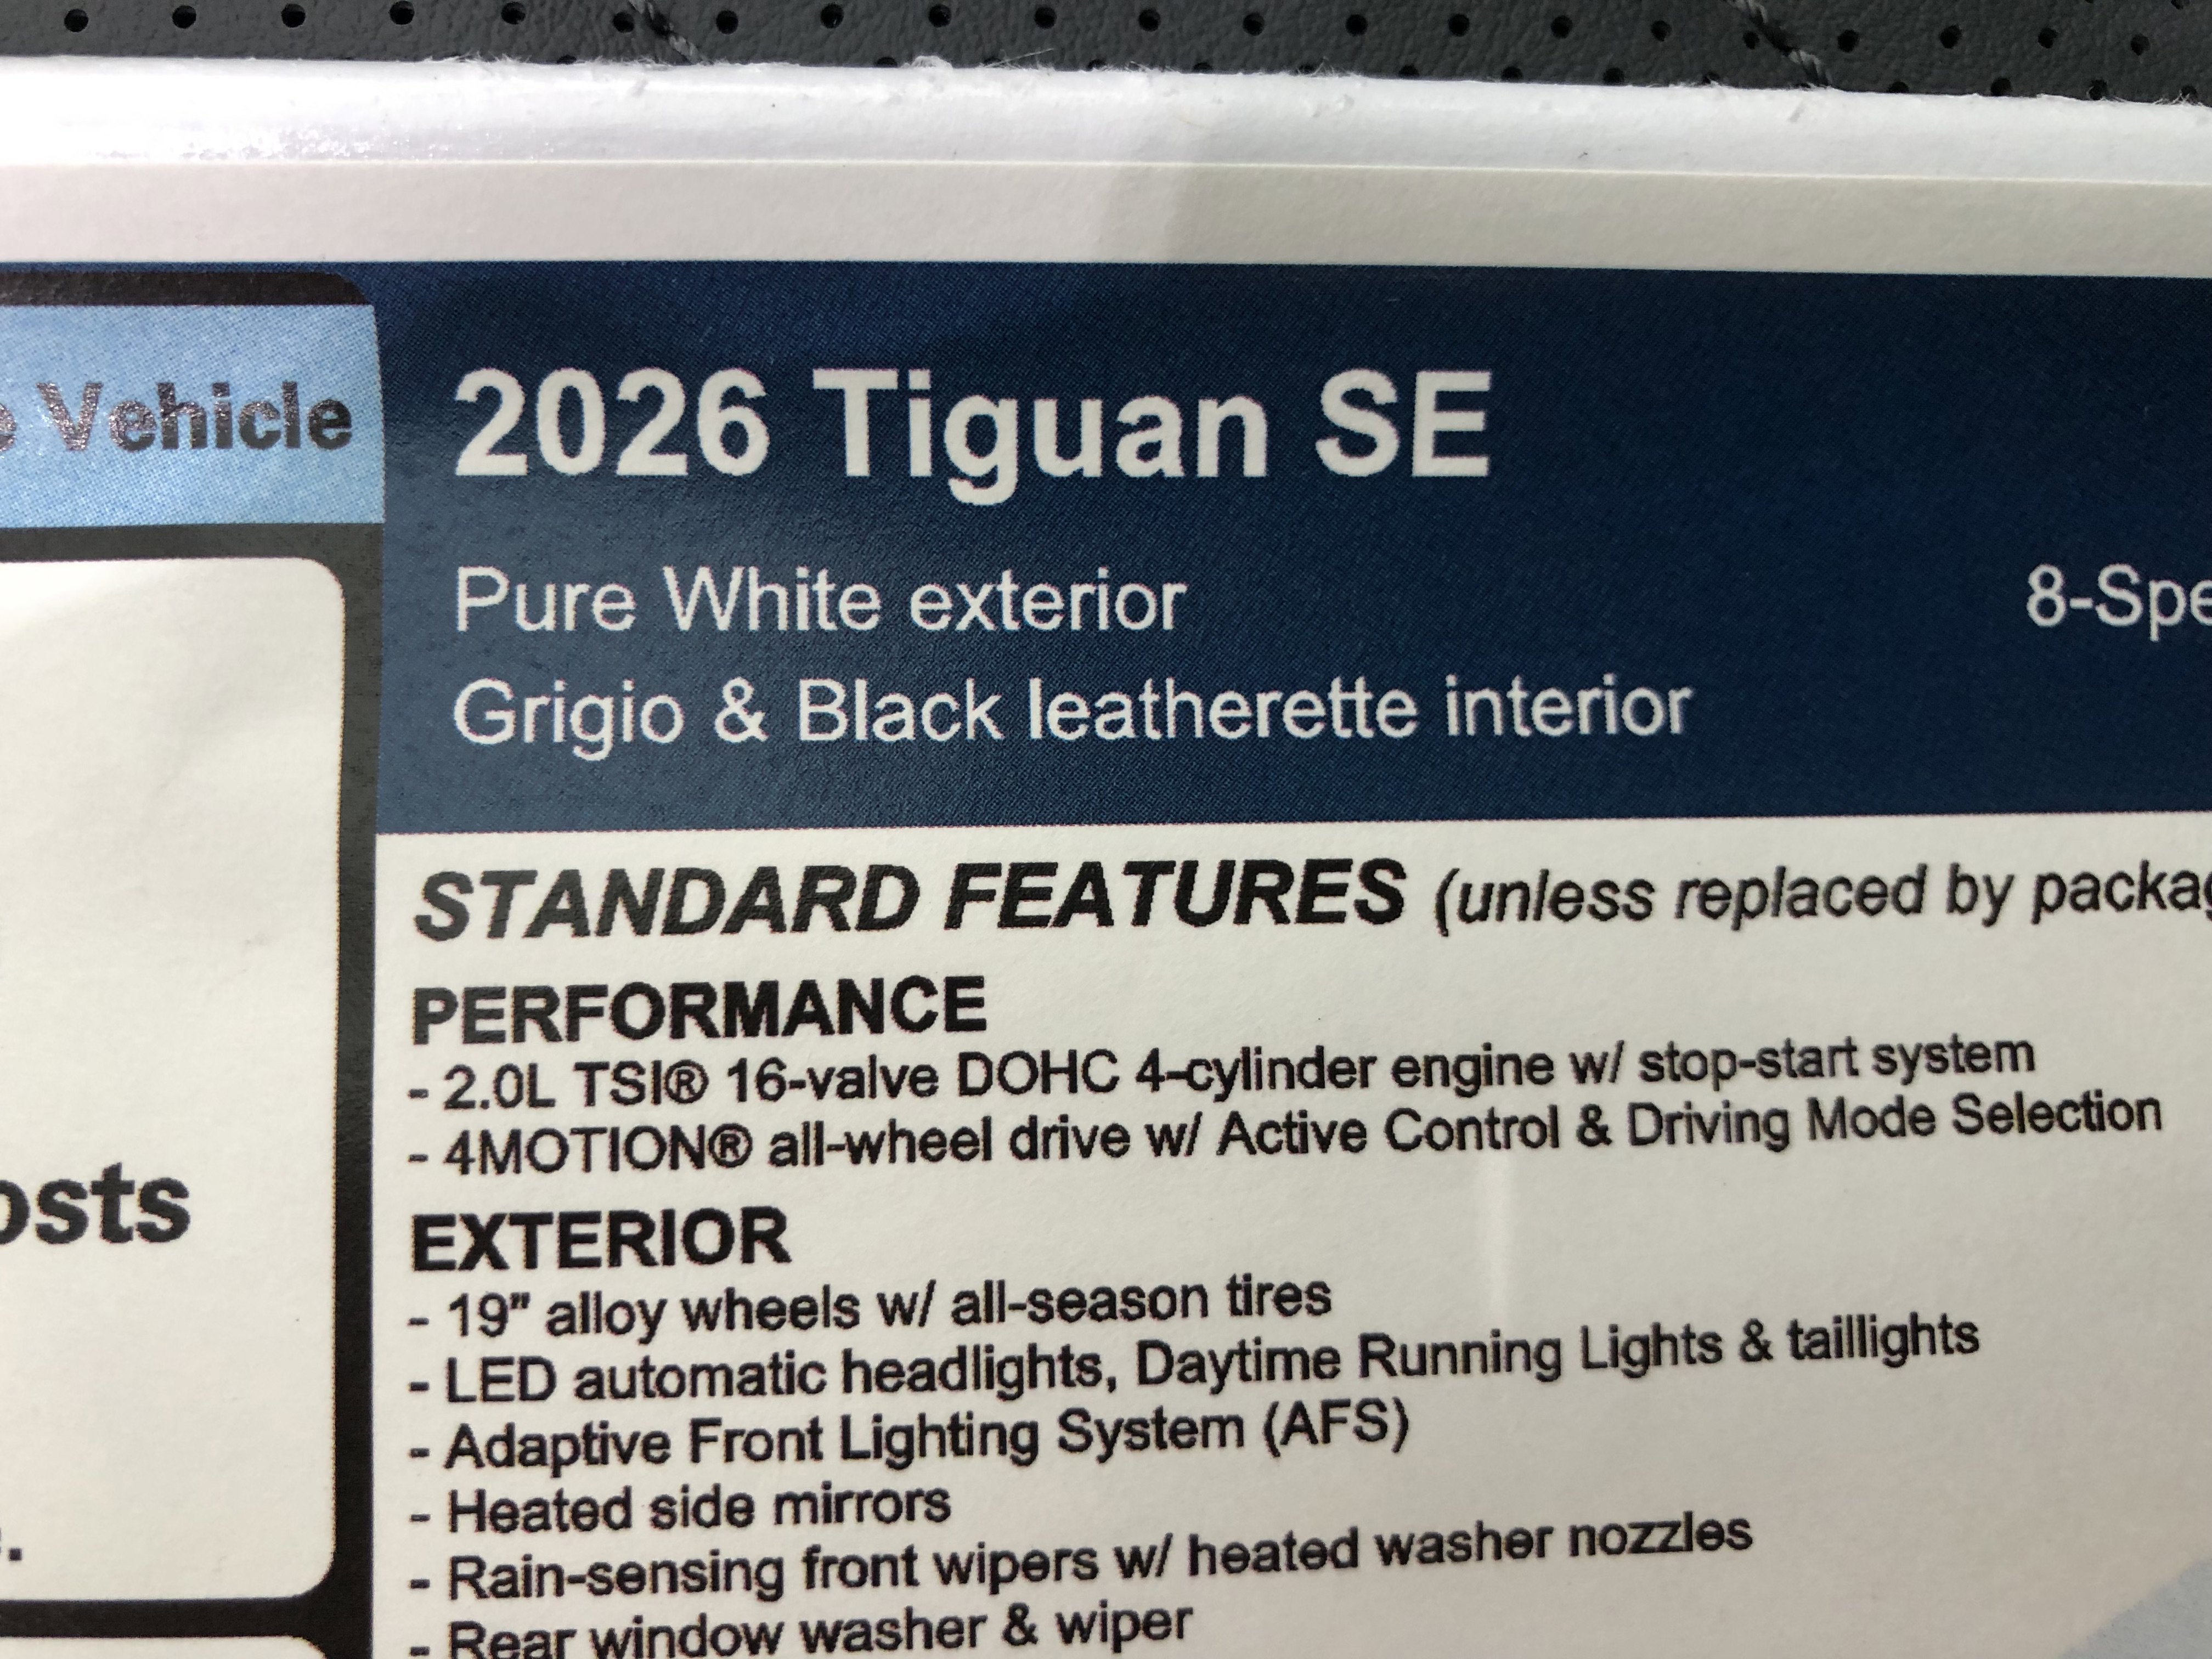 Vehicle
2026 Tiguan SE
Pure White exterior
8-Spe
Grigio & Black leatherette interior
STANDARD FEATURES (unless replaced by packag
PERFORMANCE
- 2.0L TSI® 16-valve DOHC 4-cylinder engine w/ stop-start system
- 4MOTION® all-wheel drive w/ Active Control & Driving Mode Selection
osts
EXTERIOR
- 19" alloy wheels w/ all-season tires
- LED automatic headlights, Daytime Running Lights & taillights
- Adaptive Front Lighting System (AFS)
- Heated side mirrors
- Rain-sensing front wipers w/ heated washer nozzles
- Rear window washer & wiper